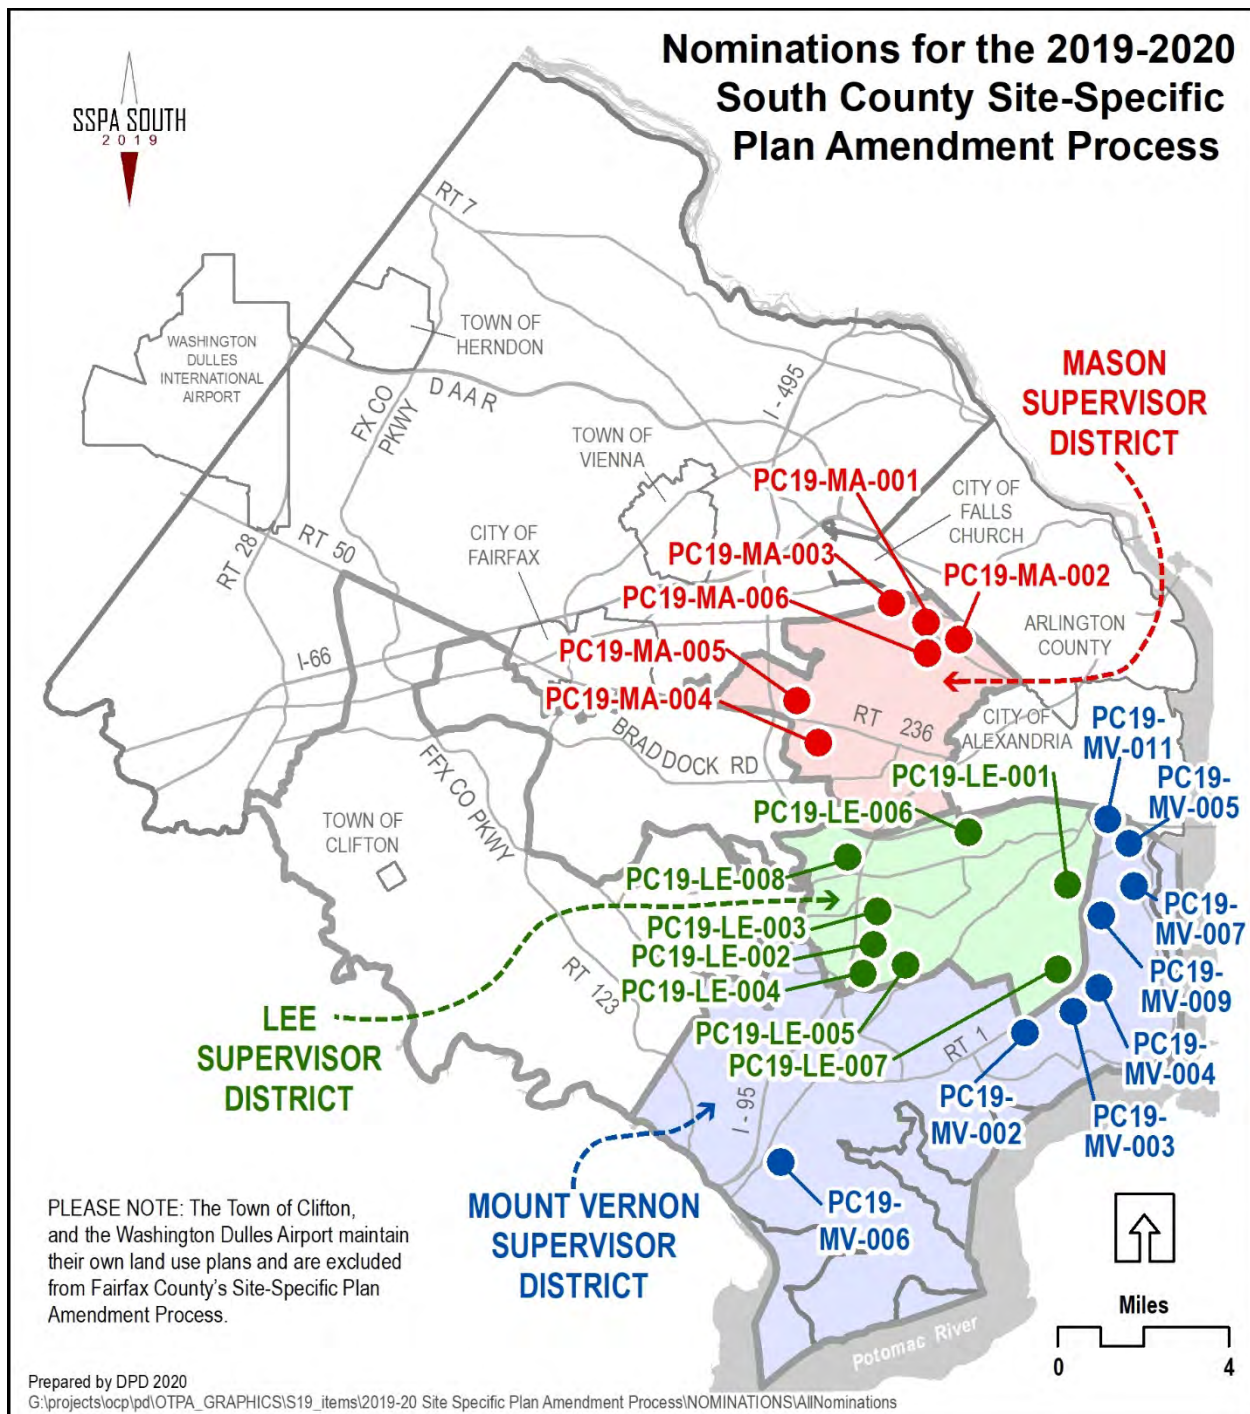 Nominations for the 2019-2020
South County Site-Specific
Plan Amendment Process
SSPA SOUTH
2019
RT 7
WASHINGTON
DULLES
INTERNATIONAL
AIRPORT
TOWN OF
HERNDON
FX CO
PKWY
DAAR
I - 495
TOWN OF
VIENNA
MASON
SUPERVISOR
DISTRICT
PC19-MA-001
CITY OF
FALLS
CHURCH
RT 28
RT 50
CITY OF
FAIRFAX
PC19-MA-003
PC19-MA-002
PC19-MA-006
ARLINGTON
COUNTY
I-66
PC19-MA-005
PC19-MA-004
RT 236
BRADDOCK RD
CITY OF
ALEXANDRIA
PC19-
MV-011
PC19-
MV-005
FFX CO PKWY
PC19-LE-001
PC19-LE-006
TOWN OF
CLIFTON
PC19-LE-008
PC19-
MV-007
PC19-LE-003
PC19-LE-002
PC19-LE-004
RT 123
PC19-
MV-009
LEE
SUPERVISOR
DISTRICT
PC19-LE-005
PC19-LE-007
RT 1
PC19-
MV-004
I - 95
PC19-
MV-002
PC19-
MV-003
MOUNT VERNON
SUPERVISOR
DISTRICT
PC19-
MV-006
PLEASE NOTE: The Town of Clifton,
and the Washington Dulles Airport maintain
their own land use plans and are excluded
from Fairfax County's Site-Specific Plan
Amendment Process.
Miles
0 4
Potomac River
Prepared by DPD 2020
G:\projects\ocp\pd\OTPA_GRAPHICS\S19_items\2019-20 Site Specific Plan Amendment Process\NOMINATIONS\AllNominations